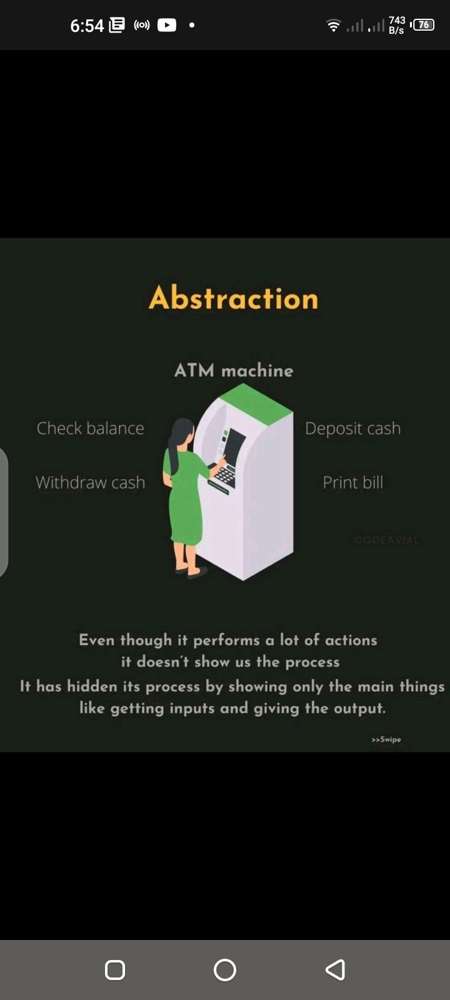 6:54
743
B/s
76
Abstraction
ATM machine
Check balance
Deposit cash
Withdraw cash
Print bill
CODEAVIAL
Even though it performs a lot of actions
it doesn't show us the process
It has hidden its process by showing only the main things
like getting inputs and giving the output.
>>Swipe